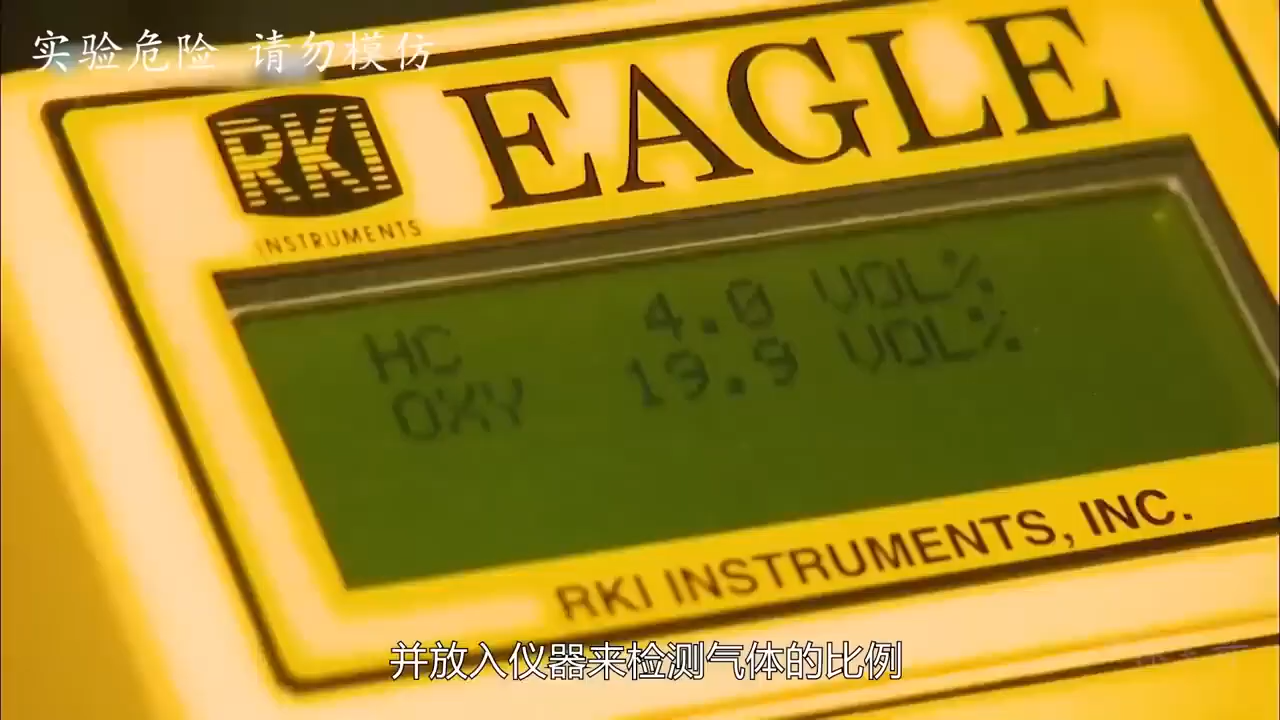 实验危险 请勿模仿
RKI
INSTRUMENTS
EAGLE
HC 4.0 VOL%
OXY 19.9 VOL%
RKI INSTRUMENTS, INC.
并放入仪器来检测气体的比例